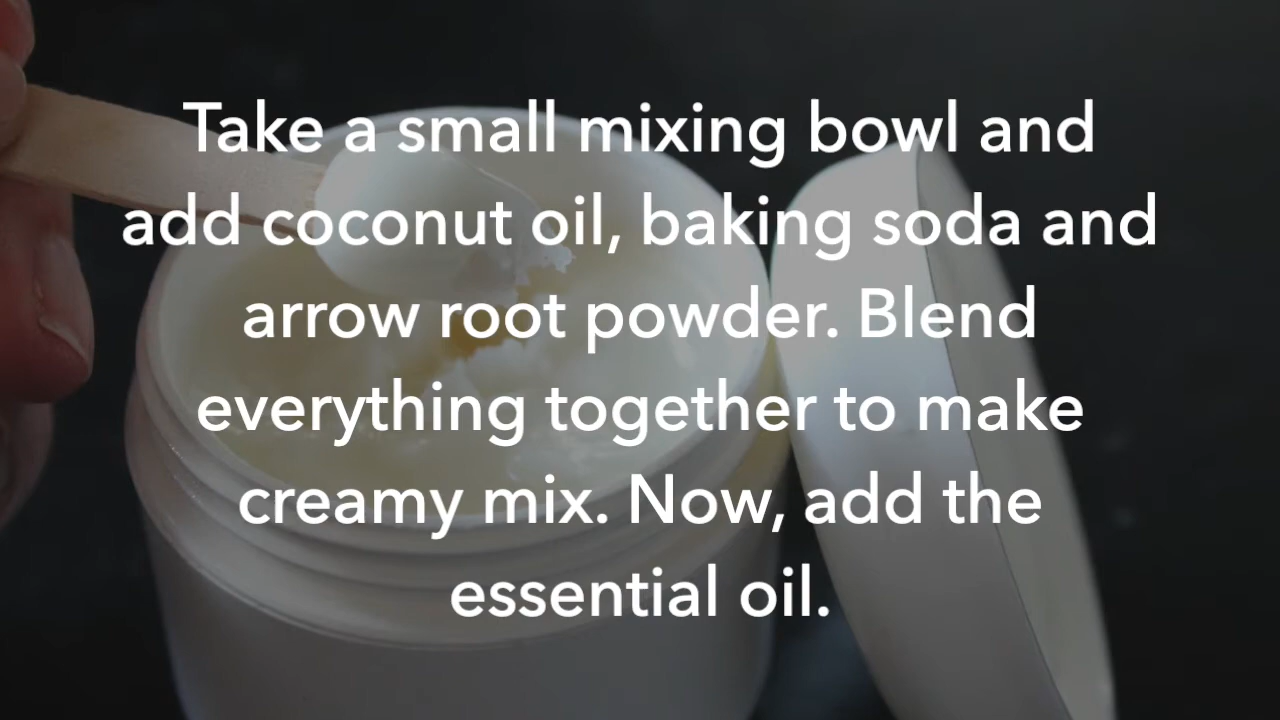 Take a small mixing bowl and
add coconut oil, baking soda and
arrow root powder. Blend
everything together to make
creamy mix. Now, add the
essential oil.